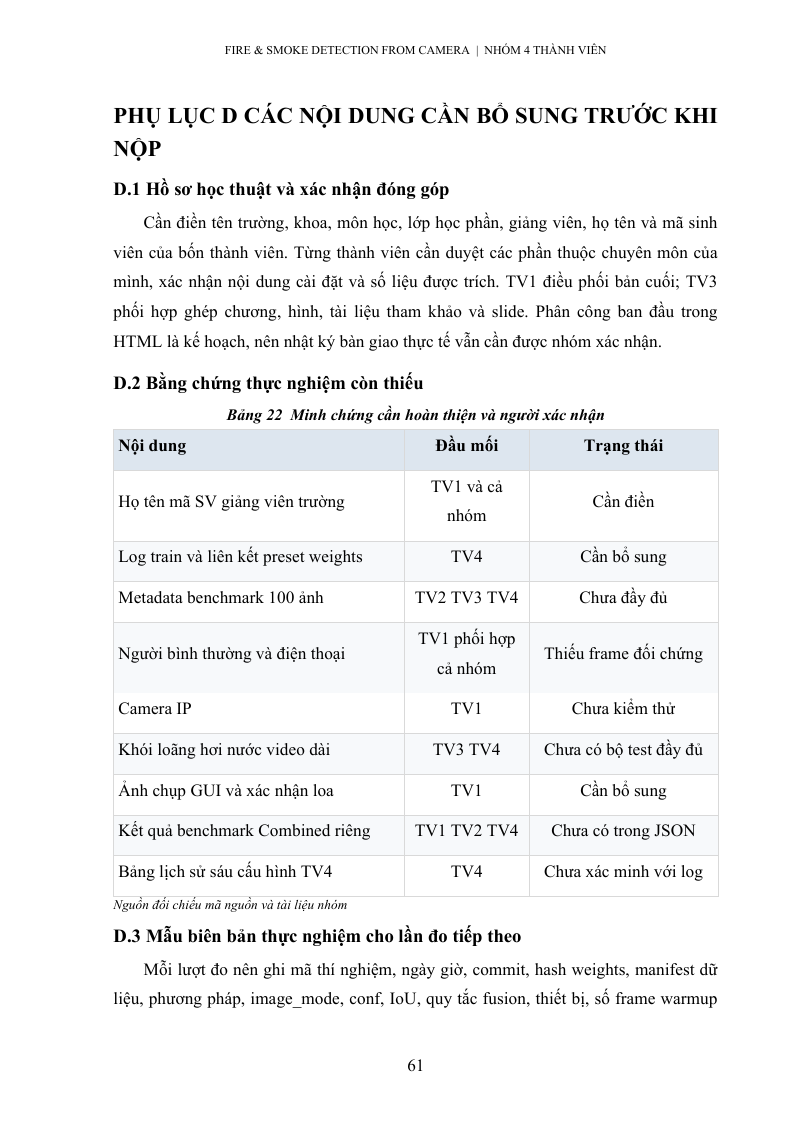 FIRE & SMOKE DETECTION FROM CAMERA | NHÓM 4 THÀNH VIÊN
PHỤ LỤC D CÁC NỘI DUNG CẦN BỔ SUNG TRƯỚC KHI
NỘP
D.1 Hồ sơ học thuật và xác nhận đóng góp
Cần điền tên trường, khoa, môn học, lớp học phần, giảng viên, họ tên và mã sinh
viên của bốn thành viên. Từng thành viên cần duyệt các phần thuộc chuyên môn của
mình, xác nhận nội dung cài đặt và số liệu được trích. TV1 điều phối bản cuối; TV3
phối hợp ghép chương, hình, tài liệu tham khảo và slide. Phân công ban đầu trong
HTML là kế hoạch, nên nhật ký bàn giao thực tế vẫn cần được nhóm xác nhận.
D.2 Bằng chứng thực nghiệm còn thiếu
Bảng 22 Minh chứng cần hoàn thiện và người xác nhận
Nội dung Đầu mối Trạng thái
Họ tên mã SV giảng viên trường TV1 và cả nhóm Cần điền
Log train và liên kết preset weights TV4 Cần bổ sung
Metadata benchmark 100 ảnh TV2 TV3 TV4 Chưa đầy đủ
Người bình thường và điện thoại TV1 phối hợp cả nhóm Thiếu frame đối chứng
Camera IP TV1 Chưa kiểm thử
Khói loãng hơi nước video dài TV3 TV4 Chưa có bộ test đầy đủ
Ảnh chụp GUI và xác nhận loa TV1 Cần bổ sung
Kết quả benchmark Combined riêng TV1 TV2 TV4 Chưa có trong JSON
Bảng lịch sử sáu cấu hình TV4 TV4 Chưa xác minh với log
Nguồn đối chiếu mã nguồn và tài liệu nhóm
D.3 Mẫu biên bản thực nghiệm cho lần đo tiếp theo
Mỗi lượt đo nên ghi mã thí nghiệm, ngày giờ, commit, hash weights, manifest dữ
liệu, phương pháp, image_mode, conf, IoU, quy tắc fusion, thiết bị, số frame warmup
61